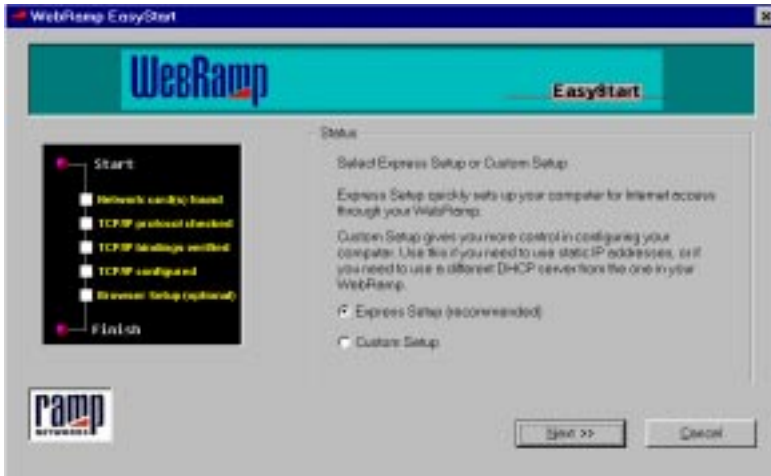 WebRamp EasyStart
WebRamp
EasyStart
Start
Network card(s) found
TCP/IP protocol checked
TCP/IP bindings verified
TCP/IP configured
Browser Setup (optional)
Finish
Status
Select Express Setup or Custom Setup
Express Setup quickly sets up your computer for Internet access
through your WebRamp.
Custom Setup gives you more control in configuring your
computer. Use this if you need to use static IP addresses, or if
you need to use a different DHCP server from the one in your
WebRamp.
Express Setup (recommended)
Custom Setup
ramp
NETWORKS
Next >>
Cancel